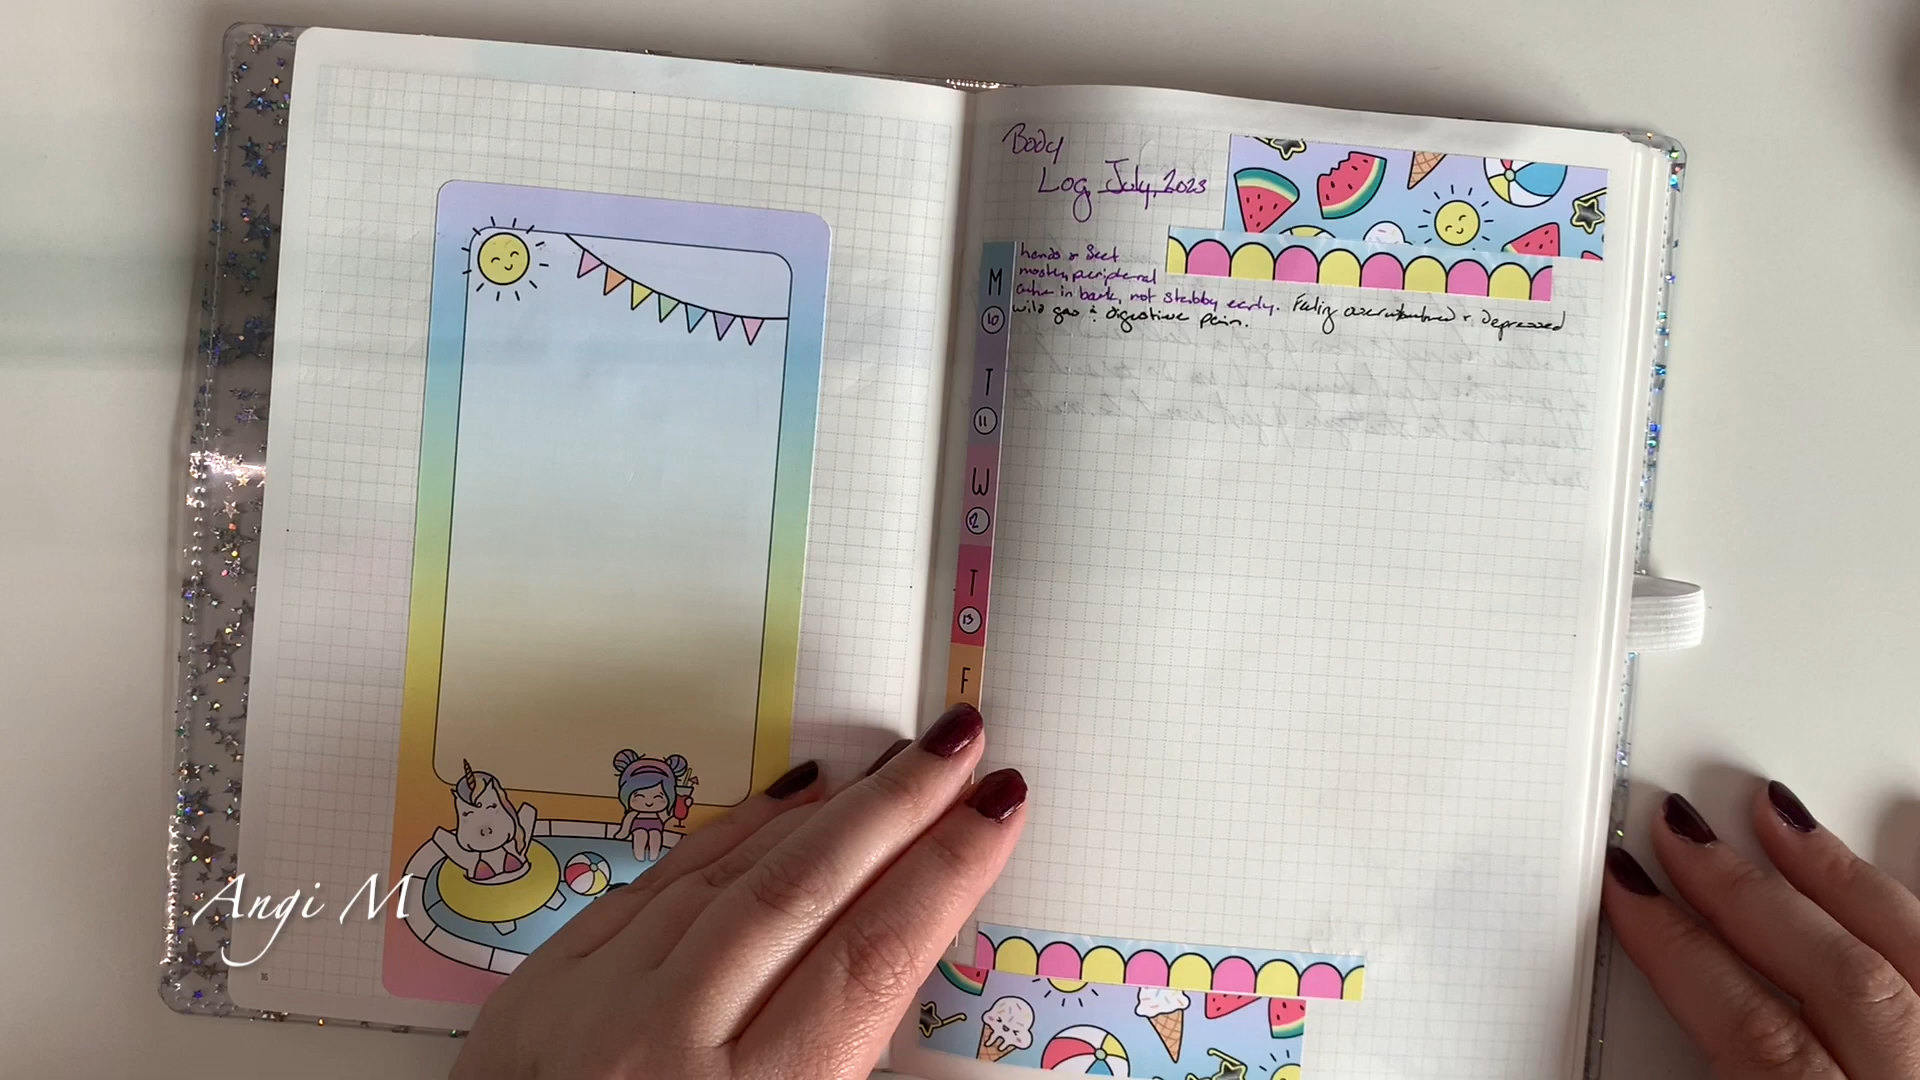 Body
Log July, 2023
hands & feet
mostly peripheral
ache in back, not stabby early. Feeling overwhelmed & Depressed
wild gas & digestive pain.
M
10
T
11
W
12
T
13
F
16
Angi M